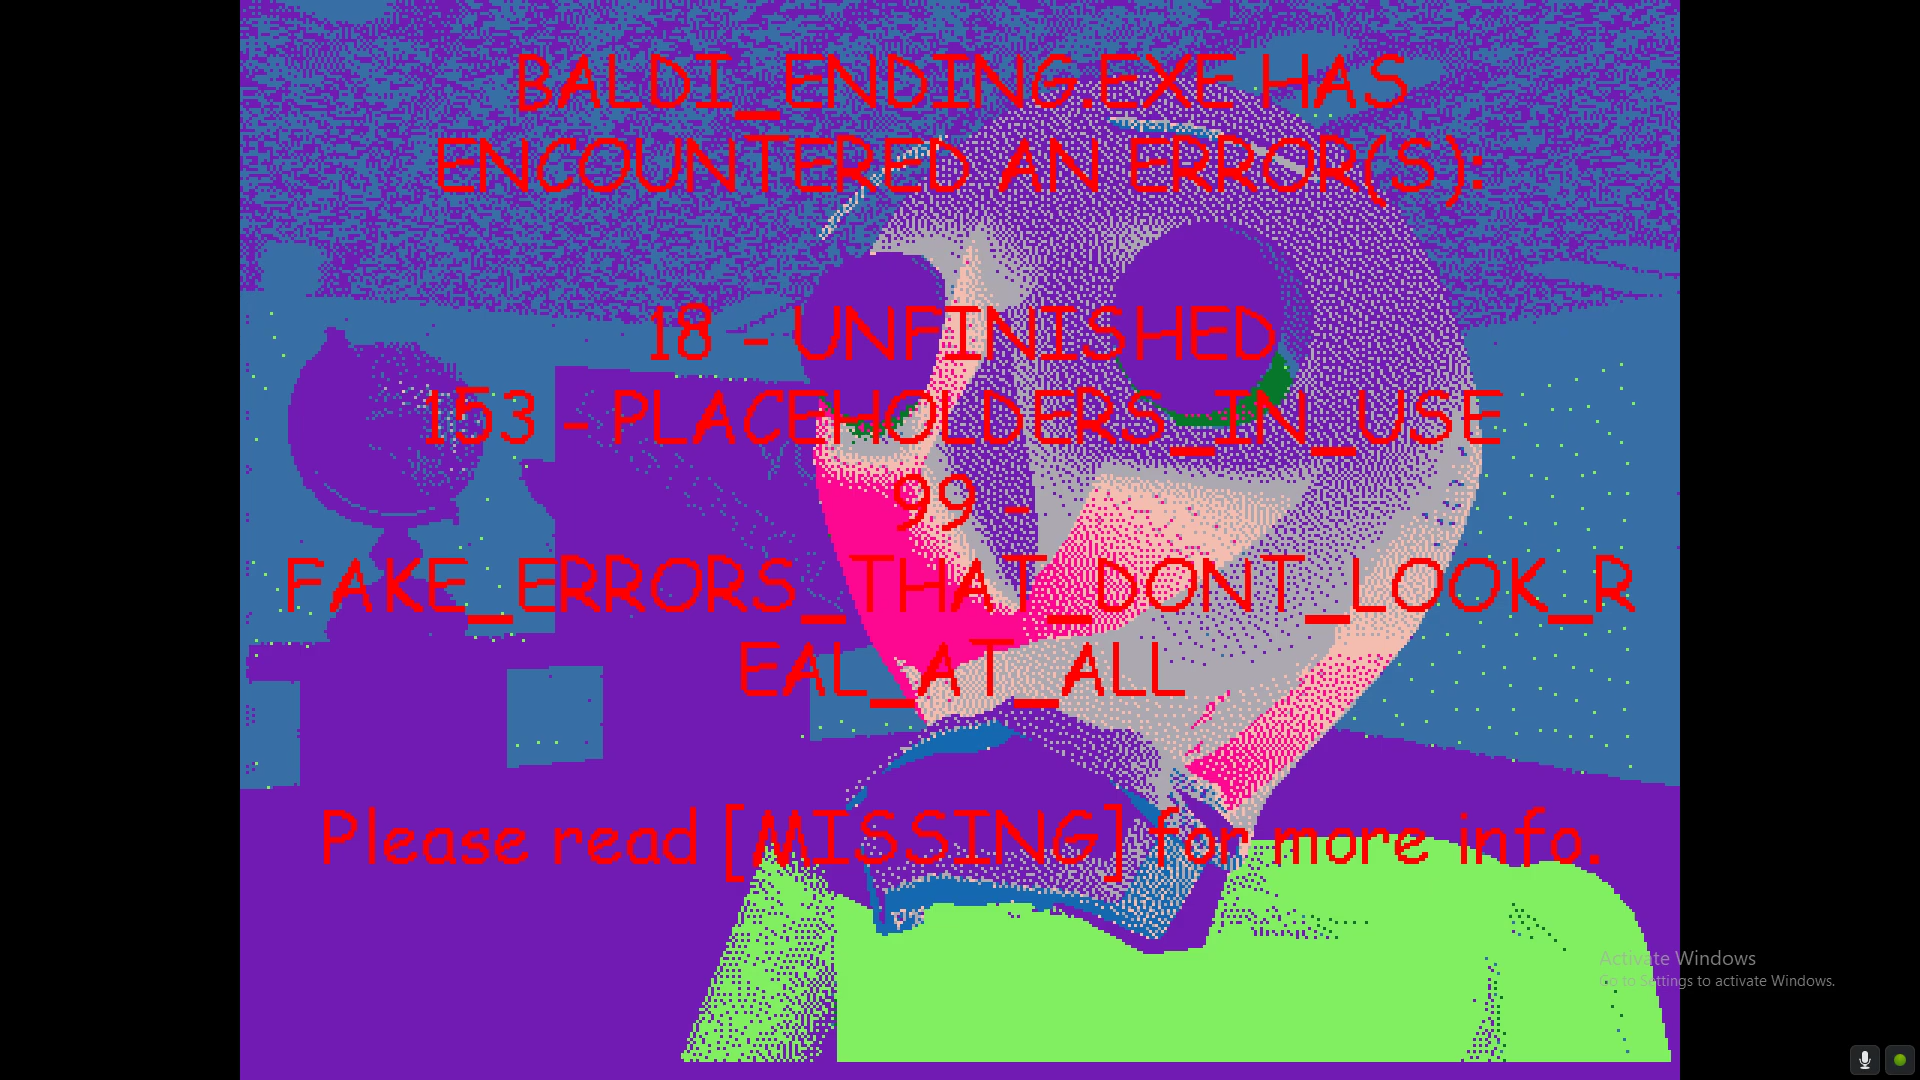 BALDI_ENDING.EXE HAS
ENCOUNTERED AN ERROR(S):
18 - UNFINISHED
153 - PLACEHOLDERS_IN_USE
99 -
FAKE_ERRORS_THAT_DONT_LOOK_R
EAL_AT_ALL
Please read [MISSING] for more info.
Activate Windows
Go to Settings to activate Windows.